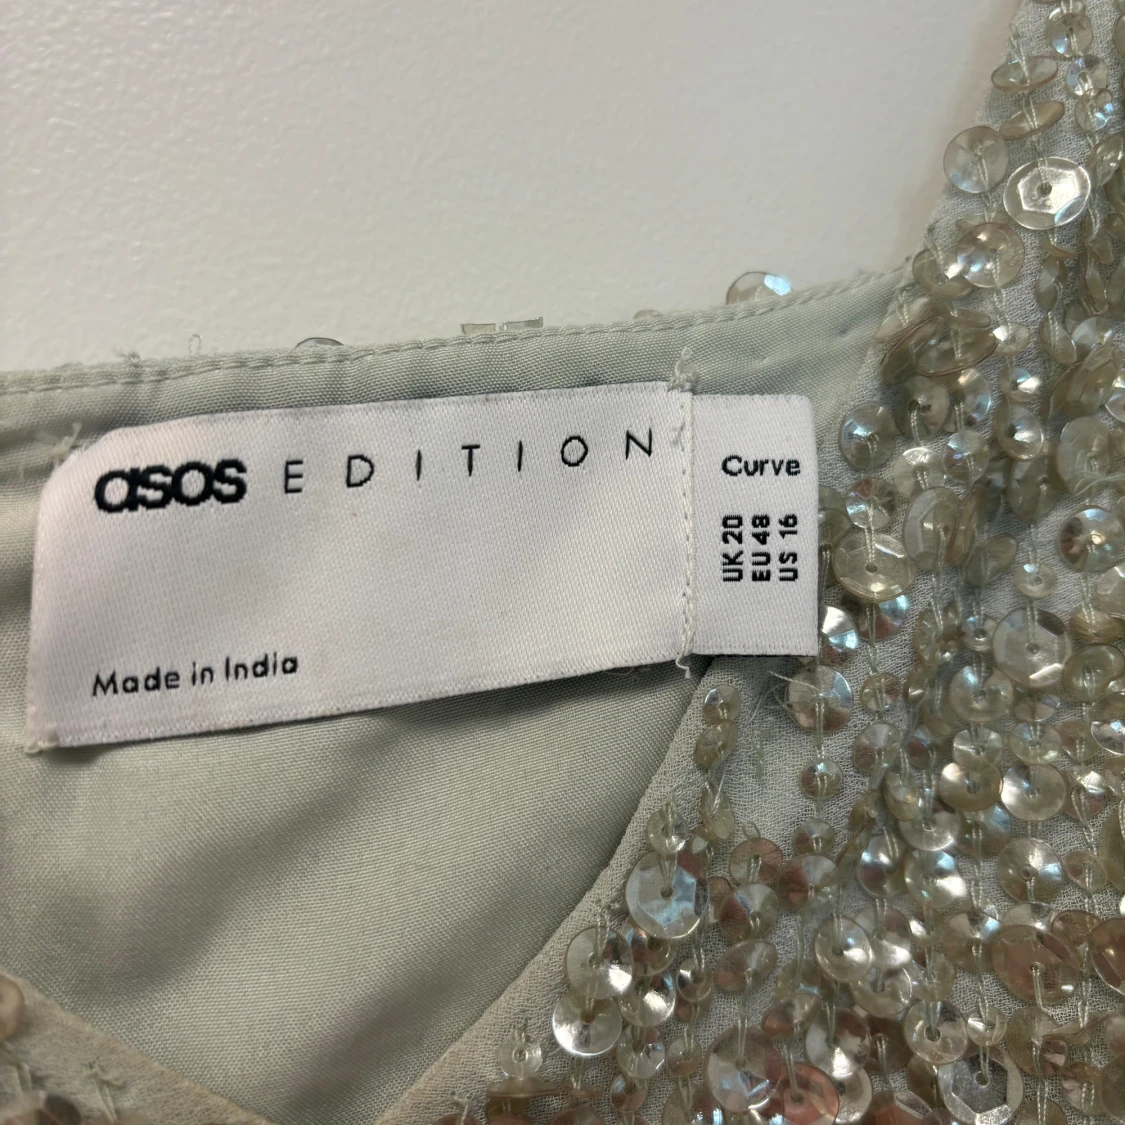 asos EDITION
Made in India
Curve
UK 20
EU 48
US 16